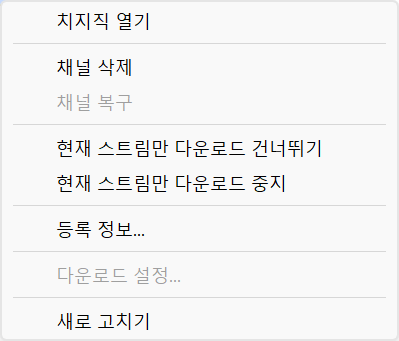 치지직 열기
채널 삭제
채널 복구
현재 스트림만 다운로드 건너뛰기
현재 스트림만 다운로드 중지
등록 정보...
다운로드 설정...
새로 고치기